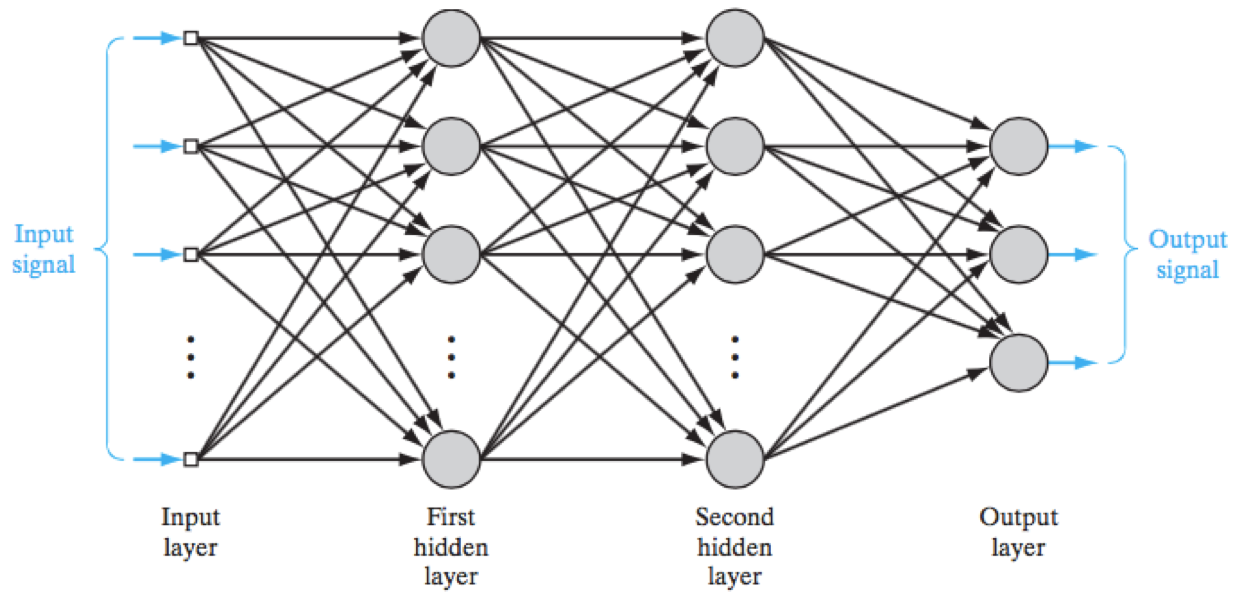 Input
signal
Output
signal
Input
layer
First
hidden
layer
Second
hidden
layer
Output
layer